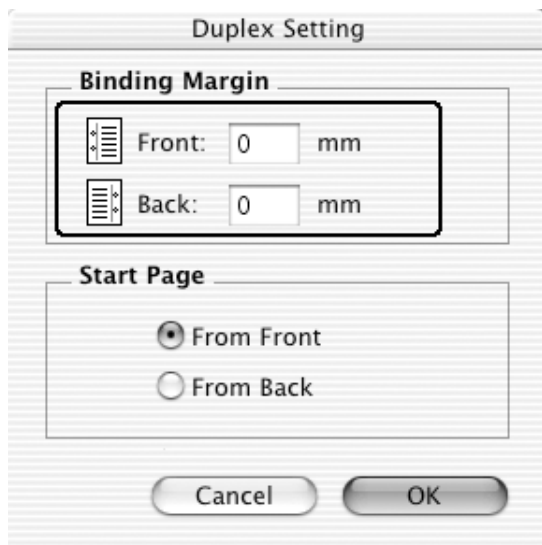 Duplex Setting
Binding Margin
Front: 0 mm
Back: 0 mm
Start Page
From Front
From Back
Cancel OK